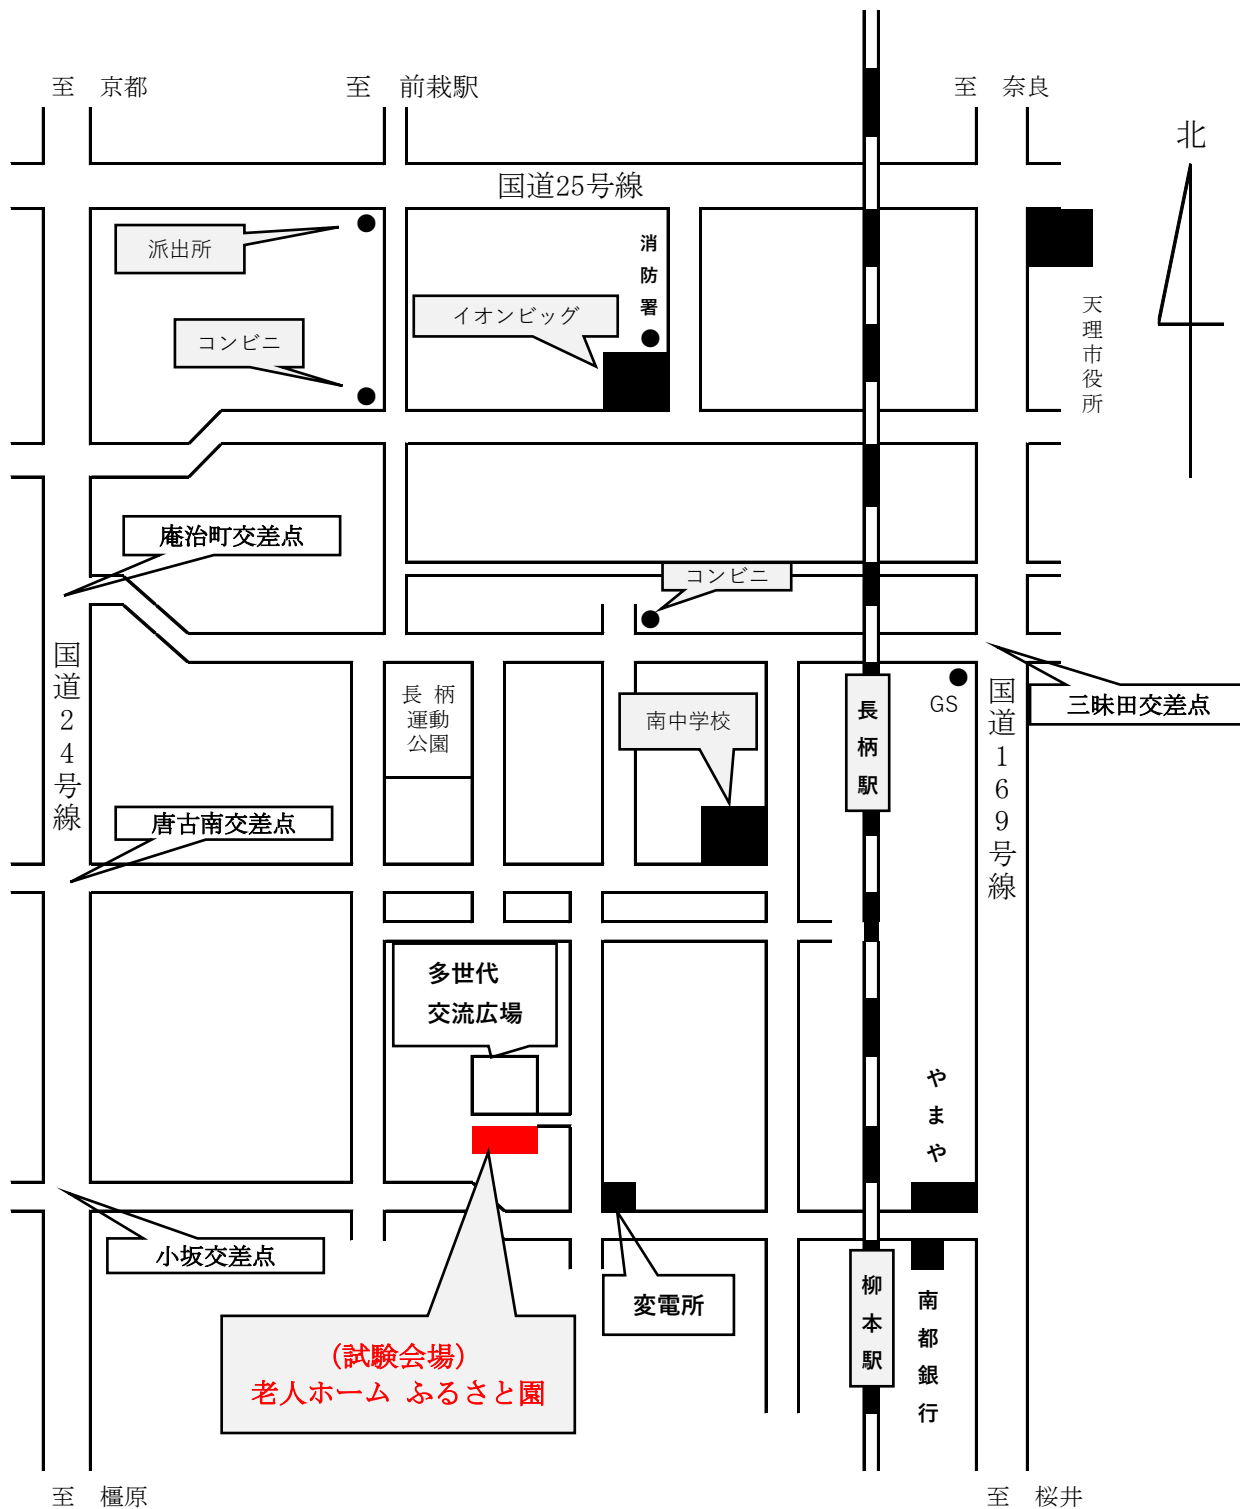 至　京都
至　前栽駅
至　奈良
北
国道25号線
派出所
消防署
イオンビッグ
コンビニ
天理市役所
庵治町交差点
コンビニ
国道24号線
長 柄
運動
公園
南中学校
長柄駅
GS
国道169号線
三昧田交差点
唐古南交差点
多世代
交流広場
やまや
小坂交差点
変電所
柳本駅
南都銀行
（試験会場）
老人ホーム ふるさと園
至　橿原
至　桜井